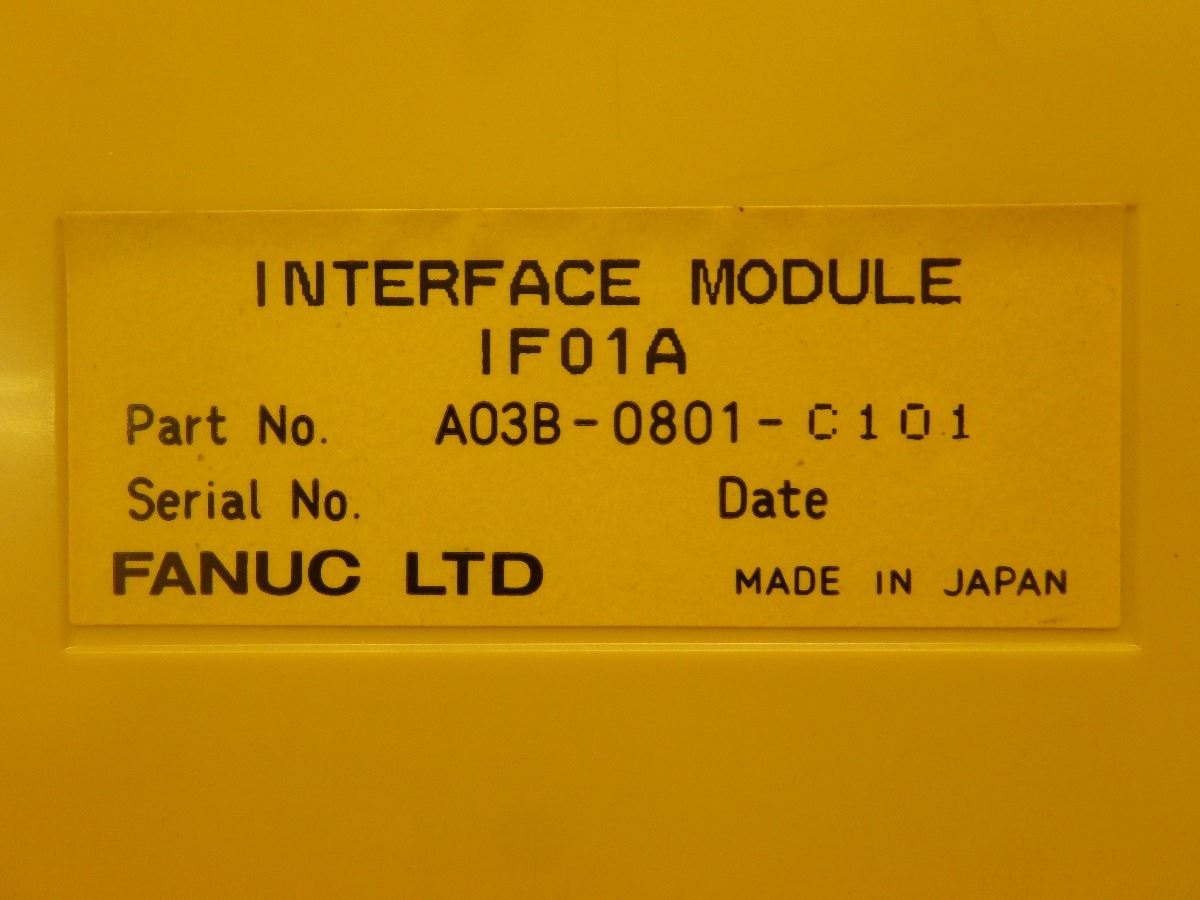 INTERFACE MODULE
IF01A
Part No. A03B-0801-C101
Serial No. Date
FANUC LTD MADE IN JAPAN